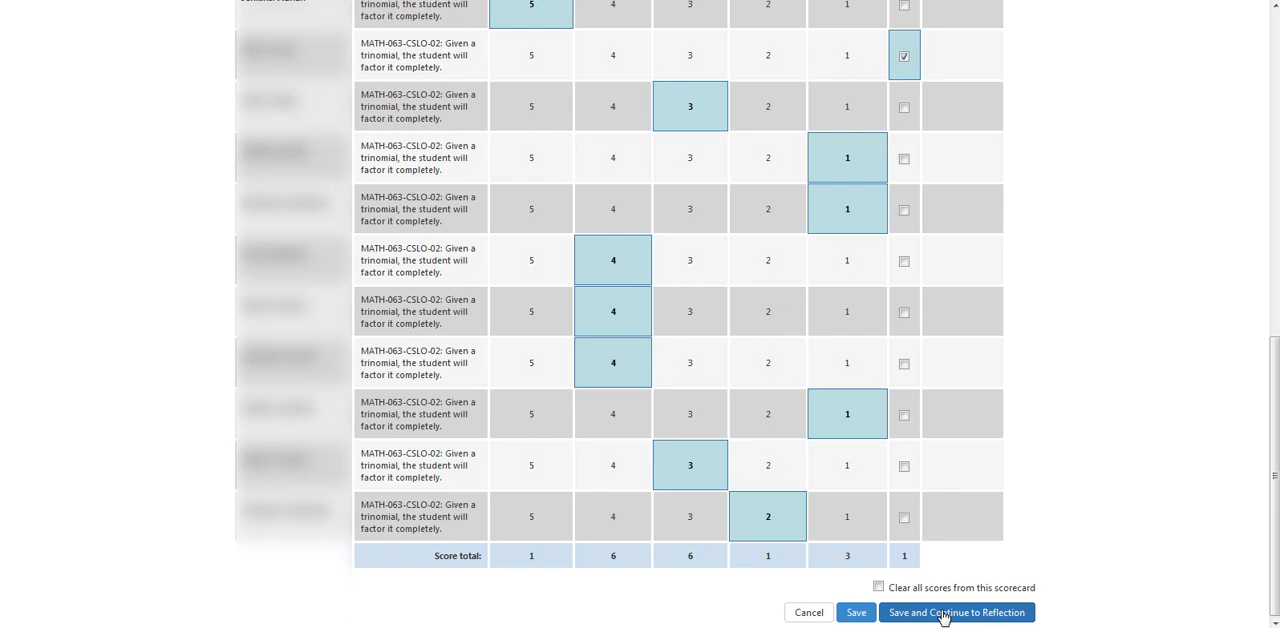 trinomial, the student will
factor it completely.
5 4 3 2 1
MATH-063-CSLO-02: Given a
trinomial, the student will
factor it completely.
5 4 3 2 1
MATH-063-CSLO-02: Given a
trinomial, the student will
factor it completely.
5 4 3 2 1
MATH-063-CSLO-02: Given a
trinomial, the student will
factor it completely.
5 4 3 2 1
MATH-063-CSLO-02: Given a
trinomial, the student will
factor it completely.
5 4 3 2 1
MATH-063-CSLO-02: Given a
trinomial, the student will
factor it completely.
5 4 3 2 1
MATH-063-CSLO-02: Given a
trinomial, the student will
factor it completely.
5 4 3 2 1
MATH-063-CSLO-02: Given a
trinomial, the student will
factor it completely.
5 4 3 2 1
MATH-063-CSLO-02: Given a
trinomial, the student will
factor it completely.
5 4 3 2 1
MATH-063-CSLO-02: Given a
trinomial, the student will
factor it completely.
5 4 3 2 1
MATH-063-CSLO-02: Given a
trinomial, the student will
factor it completely.
5 4 3 2 1
Score total: 1 6 6 1 3 1
Clear all scores from this scorecard
Cancel Save Save and Continue to Reflection